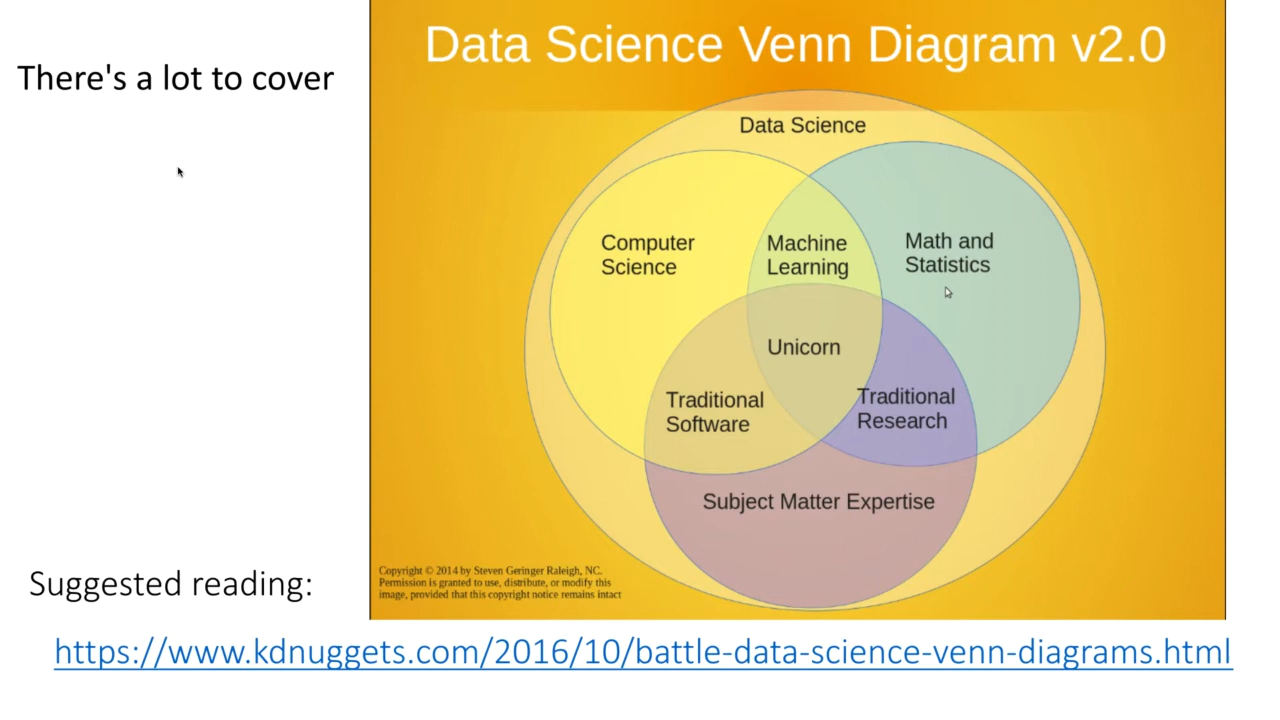 There's a lot to cover
Data Science Venn Diagram v2.0
Data Science
Computer
Science
Machine
Learning
Math and
Statistics
Unicorn
Traditional
Software
Traditional
Research
Subject Matter Expertise
Copyright © 2014 by Steven Geringer Raleigh, NC.
Permission is granted to use, distribute, or modify this
image, provided that this copyright notice remains intact
Suggested reading:
https://www.kdnuggets.com/2016/10/battle-data-science-venn-diagrams.html